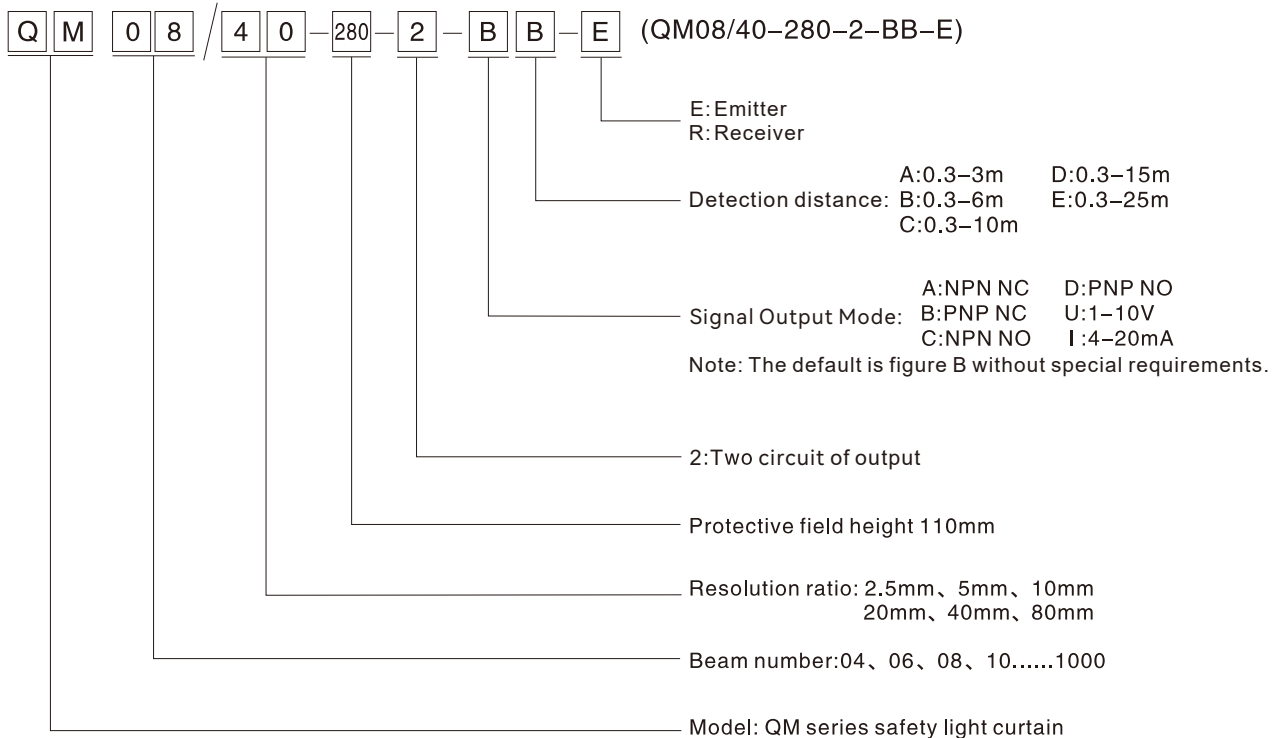 QM 08/40-280-2-BB-E (QM08/40-280-2-BB-E)
E:Emitter
R:Receiver
Detection distance: A:0.3-3m D:0.3-15m
B:0.3-6m E:0.3-25m
C:0.3-10m
Signal Output Mode: A:NPN NC D:PNP NO
B:PNP NC U:1-10V
C:NPN NO I:4-20mA
Note: The default is figure B without special requirements.
2:Two circuit of output
Protective field height 110mm
Resolution ratio: 2.5mm、5mm、10mm
20mm、40mm、80mm
Beam number:04、06、08、10......1000
Model: QM series safety light curtain